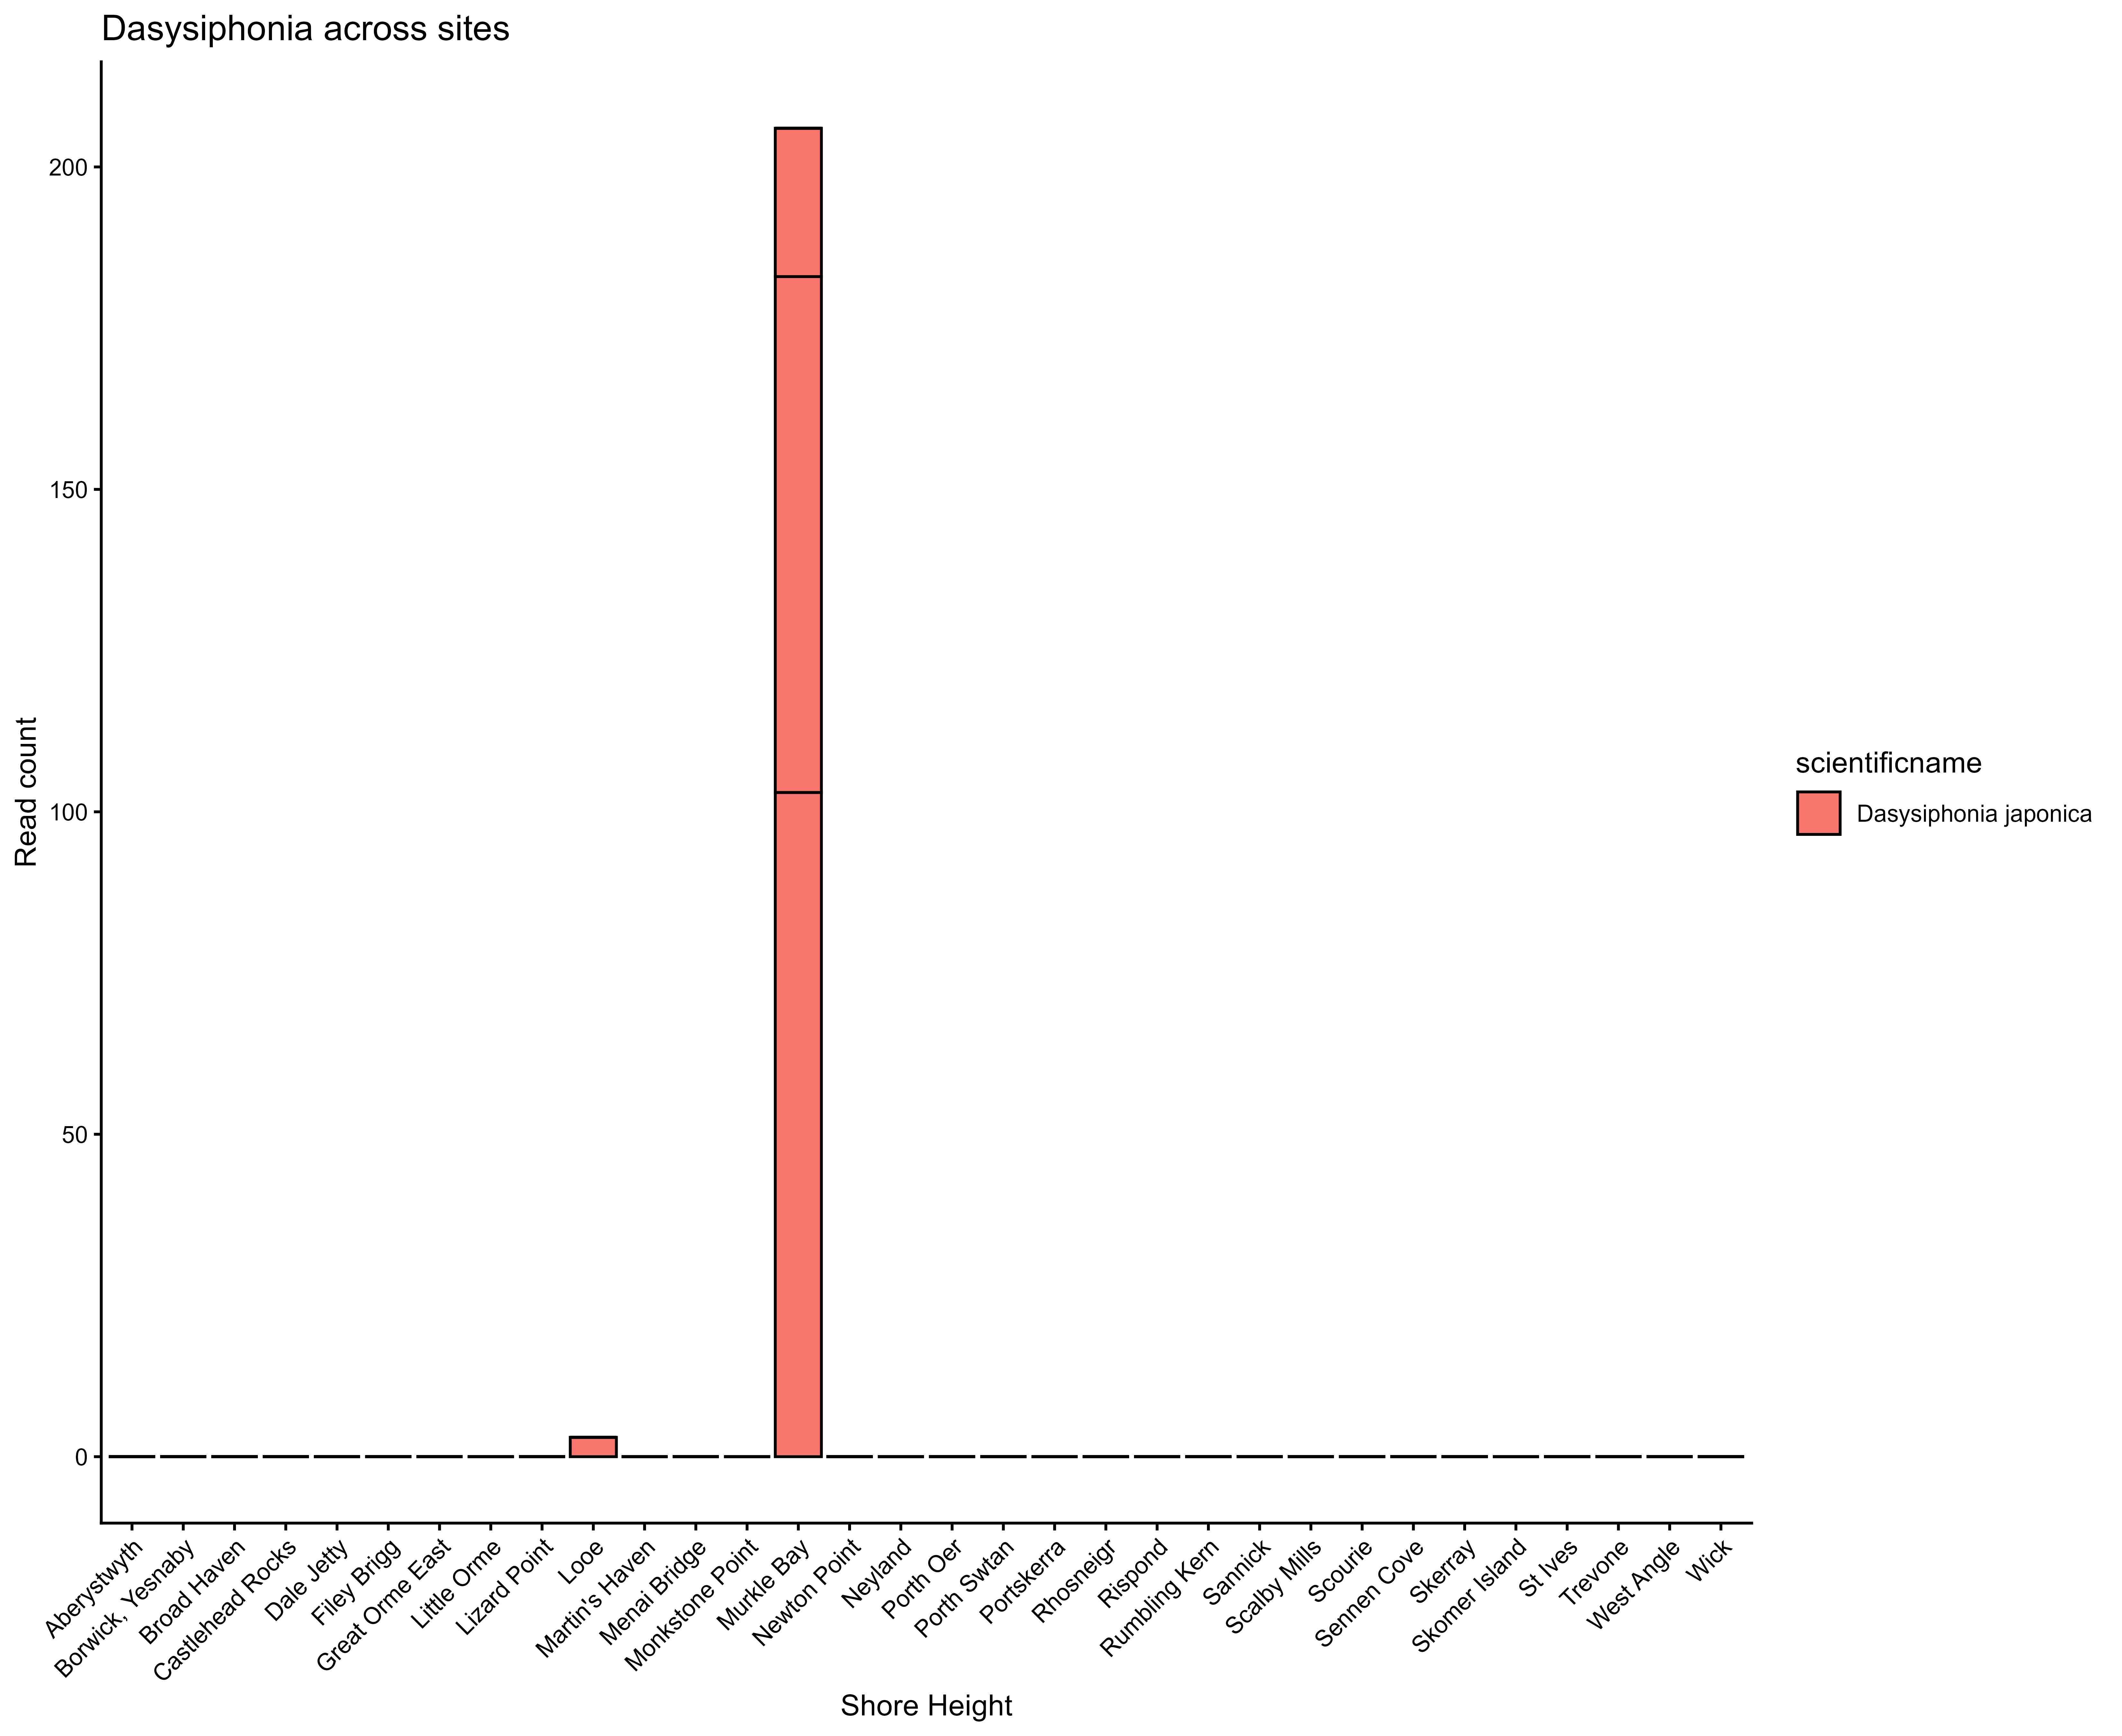 Dasysiphonia across sites
Read count
200
150
100
50
0
Aberystwyth
Borwick, Yesnaby
Broad Haven
Castlehead Rocks
Dale Jetty
Filey Brigg
Great Orme East
Little Orme
Lizard Point
Looe
Martin's Haven
Menai Bridge
Monkstone Point
Murkle Bay
Newton Point
Neyland
Porth Oer
Porth Swtan
Portskerra
Rhosneigr
Rispond
Rumbling Kern
Sannick
Scalby Mills
Scourie
Sennen Cove
Skerray
Skomer Island
St Ives
Trevone
West Angle
Wick
Shore Height
scientificname
Dasysiphonia japonica